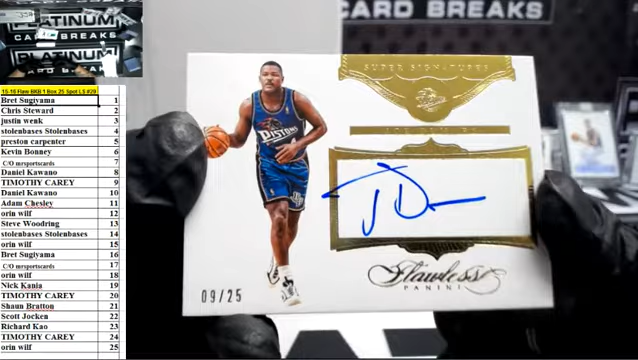 PLATINUM
CARD BREAKS
PLATINUM
CARD BREAKS
CARD BREAKS
15-16 Flaw BKB 1 Box 25 Spot LS #29
Bret Sugiyama 1
Chris Steward 2
justin wenk 3
stolenbases Stolenbases 4
preston carpenter 5
Kevin Bonney 6
C/O mrsportscards 7
Daniel Kawano 8
TIMOTHY CAREY 9
Daniel Kawano 10
Adam Chesley 11
orin wilf 12
Steve Woodring 13
stolenbases Stolenbases 14
orin wilf 15
Bret Sugiyama 16
C/O mrsportscards 17
orin wilf 18
Nick Kania 19
TIMOTHY CAREY 20
Shaun Bratton 21
Scott Jocken 22
Richard Kao 23
TIMOTHY CAREY 24
orin wilf 25
SUPER SIGNATURES
JOE DUMARS
PISTONS
Flawless
PANINI
09/25